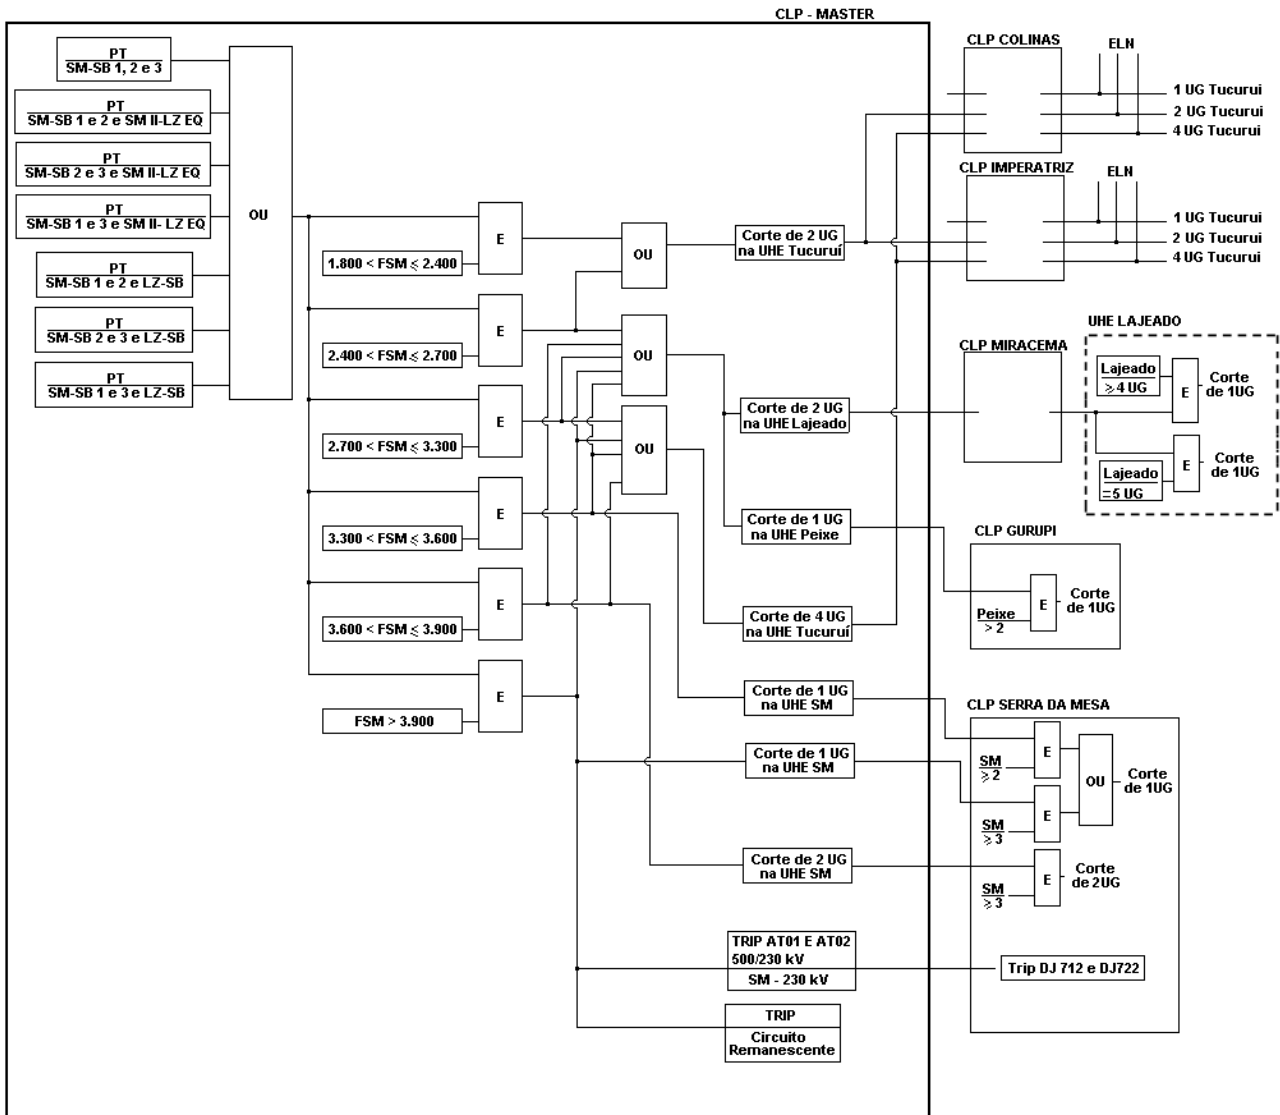 CLP - MASTER
PT
SM-SB 1, 2 e 3
PT
SM-SB 1 e 2 e SM II-LZ EQ
PT
SM-SB 2 e 3 e SM II-LZ EQ
PT
SM-SB 1 e 3 e SM II- LZ EQ
PT
SM-SB 1 e 2 e LZ-SB
PT
SM-SB 2 e 3 e LZ-SB
PT
SM-SB 1 e 3 e LZ-SB
OU
E
1.800 < FSM ⩽ 2.400
E
2.400 < FSM ⩽ 2.700
E
2.700 < FSM ⩽ 3.300
E
3.300 < FSM ⩽ 3.600
E
3.600 < FSM ⩽ 3.900
E
FSM > 3.900
OU
OU
OU
Corte de 2 UG
na UHE Tucuruí
Corte de 2 UG
na UHE Lajeado
Corte de 1 UG
na UHE Peixe
Corte de 4 UG
na UHE Tucuruí
Corte de 1 UG
na UHE SM
Corte de 1 UG
na UHE SM
Corte de 2 UG
na UHE SM
TRIP AT01 E AT02
500/230 kV
SM - 230 kV
TRIP
Circuito
Remanescente
CLP COLINAS
ELN
1 UG Tucurui
2 UG Tucurui
4 UG Tucurui
CLP IMPERATRIZ
ELN
1 UG Tucurui
2 UG Tucurui
4 UG Tucurui
CLP MIRACEMA
UHE LAJEADO
Lajeado
⩾4 UG
E
Corte
de 1UG
Lajeado
=5 UG
E
Corte
de 1UG
CLP GURUPI
Peixe
> 2
E
Corte
de 1UG
CLP SERRA DA MESA
SM
⩾2
E
SM
⩾3
E
OU
Corte
de 1UG
SM
⩾3
E
Corte
de 2UG
Trip DJ 712 e DJ722